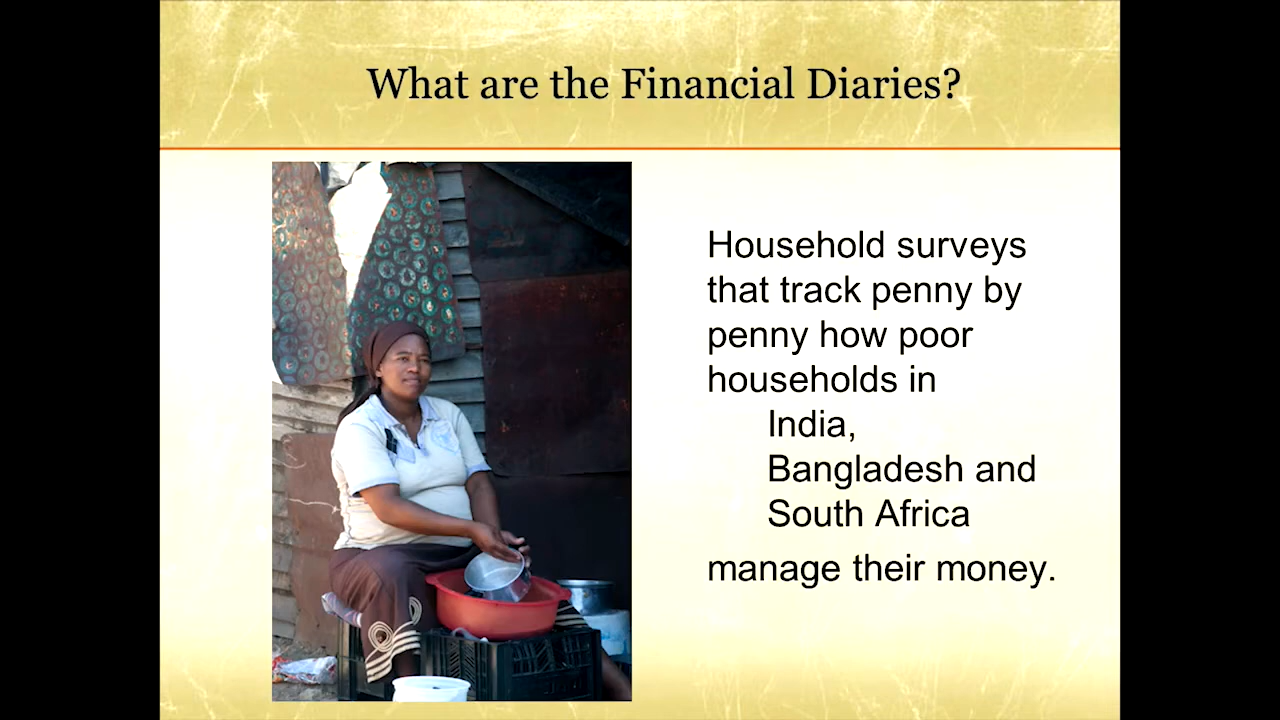 What are the Financial Diaries?
Household surveys
that track penny by
penny how poor
households in
India,
Bangladesh and
South Africa
manage their money.